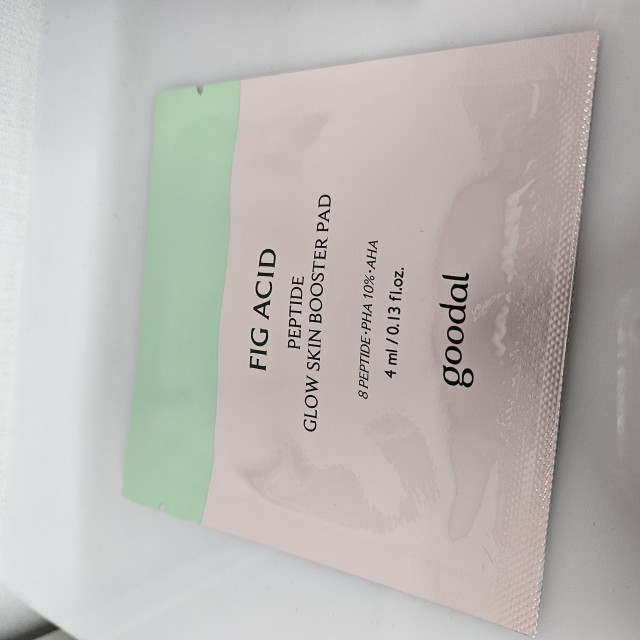 FIG ACID
PEPTIDE
GLOW SKIN BOOSTER PAD
8 PEPTIDE·PHA 10%·AHA
4 ml / 0.13 fl.oz.
goodal